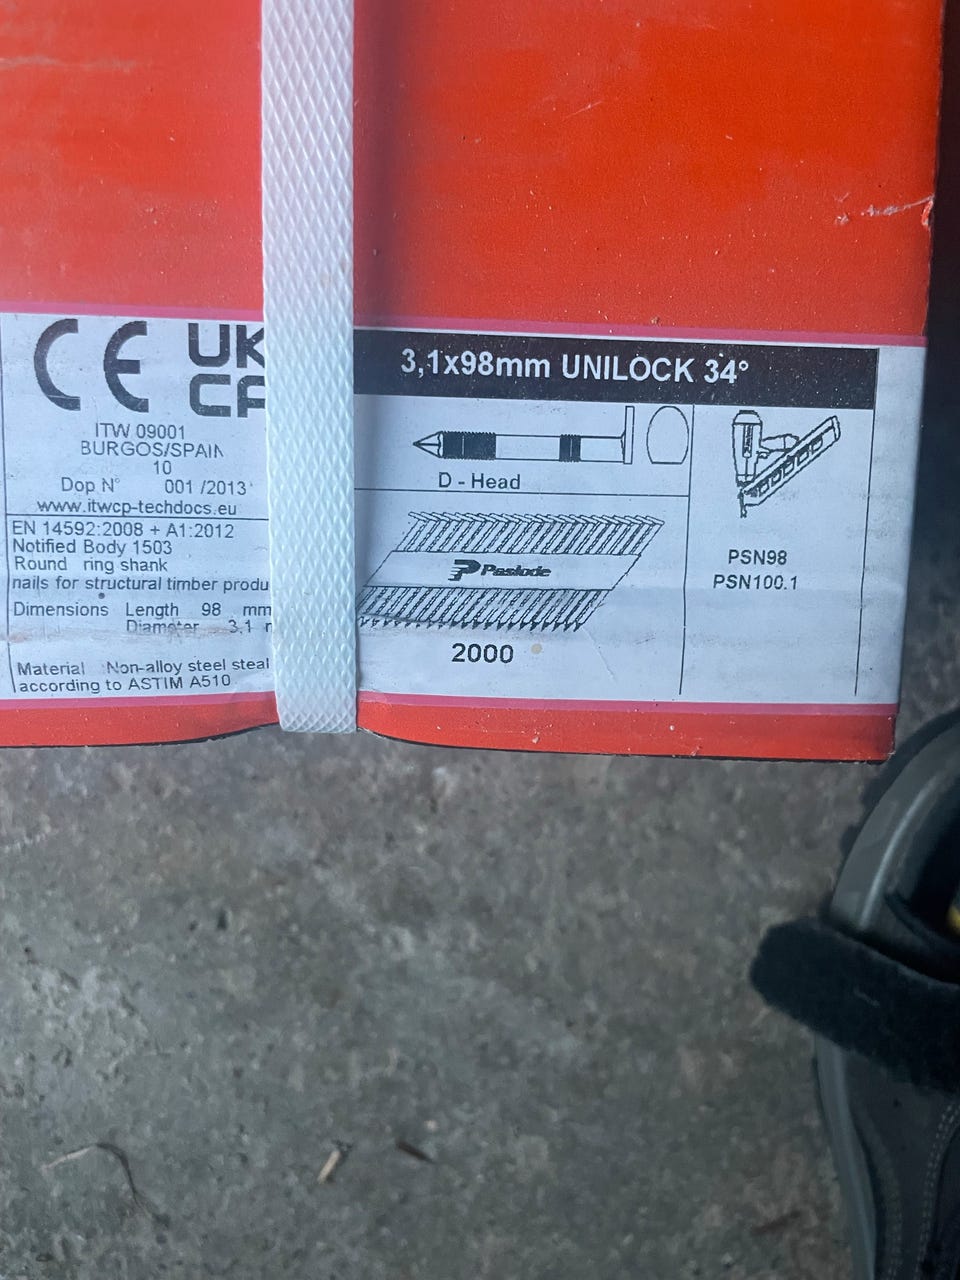 CE UK
CA
ITW 09001
BURGOS/SPAIN
10
Dop N° 001 /2013
www.itwcp-techdocs.eu
EN 14592:2008 + A1:2012
Notified Body 1503
Round ring shank
nails for structural timber produ
Dimensions Length 98 mm
Diameter 3,1
Material Non-alloy steel steal
according to ASTIM A510
3,1x98mm UNILOCK 34°
D - Head
Paslode
2000
PSN98
PSN100.1